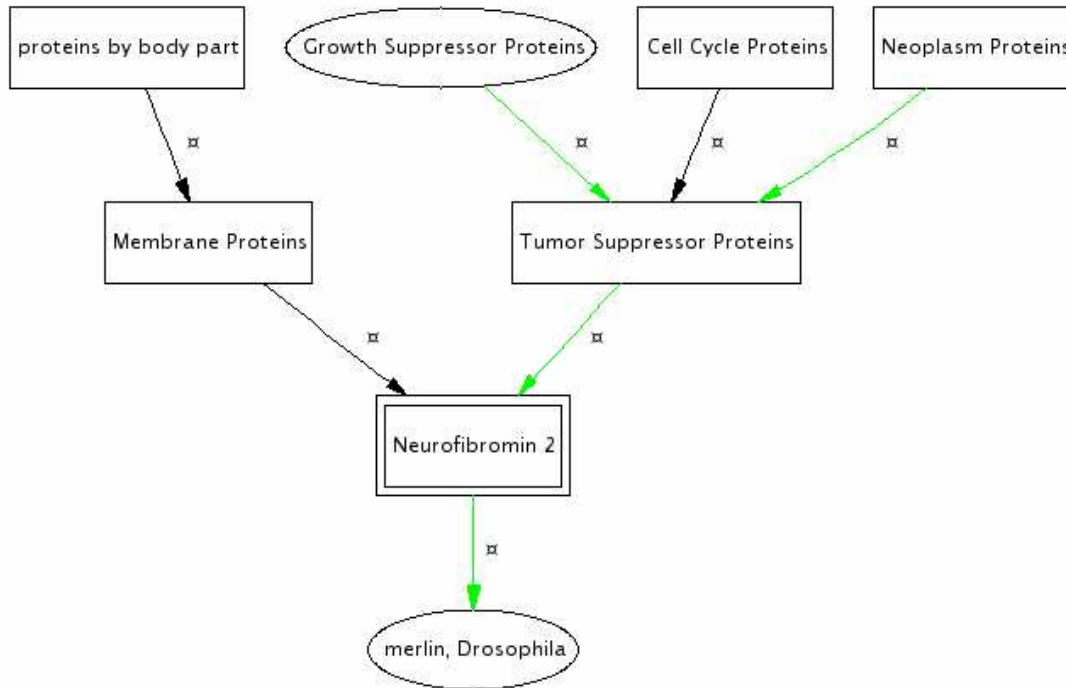 proteins by body part
Growth Suppressor Proteins
Cell Cycle Proteins
Neoplasm Proteins
¤
¤
¤
¤
Membrane Proteins
Tumor Suppressor Proteins
¤
¤
Neurofibromin 2
¤
merlin, Drosophila